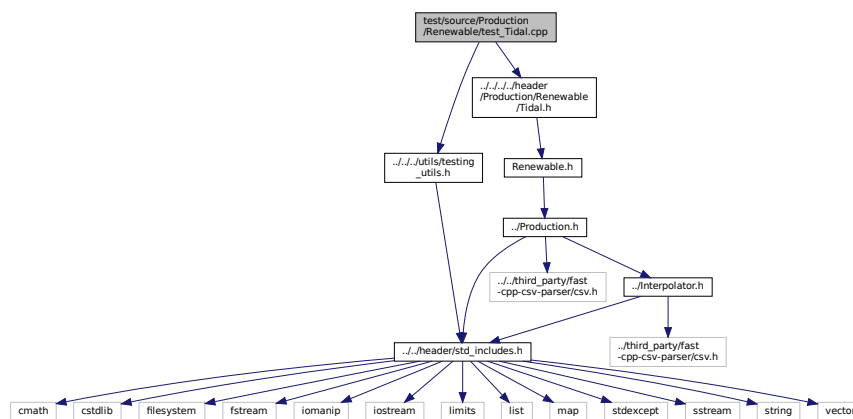 test/source/Production
/Renewable/test_Tidal.cpp
../../../../header
/Production/Renewable
/Tidal.h
../../../utils/testing
_utils.h
Renewable.h
../Production.h
../../third_party/fast
-cpp-csv-parser/csv.h
../Interpolator.h
../third_party/fast
-cpp-csv-parser/csv.h
../../header/std_includes.h
cmath
cstdlib
filesystem
fstream
iomanip
iostream
limits
list
map
stdexcept
sstream
string
vector